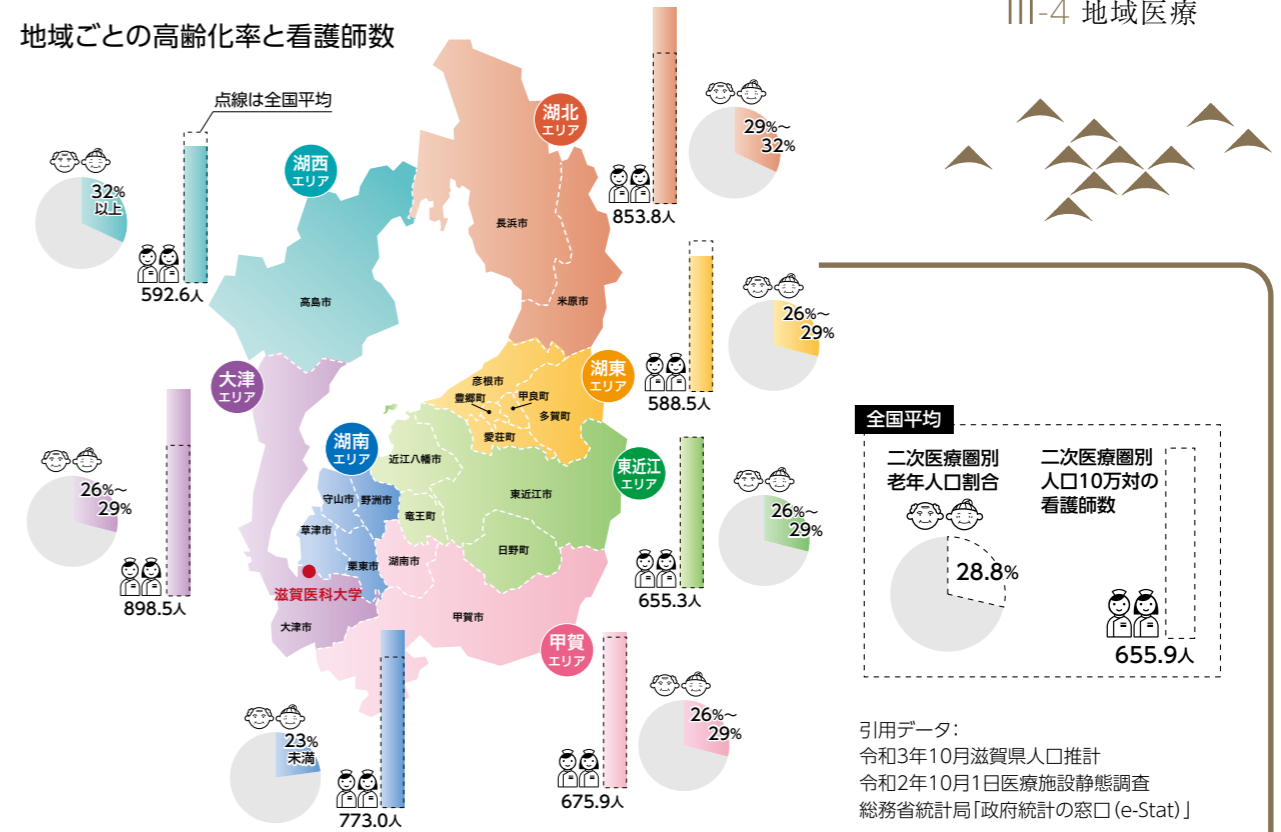 III-4 地域医療
地域ごとの高齢化率と看護師数
点線は全国平均
32%
以上
592.6人
湖西
エリア
高島市
湖北
エリア
長浜市
米原市
853.8人
29%～
32%
湖東
エリア
彦根市
豊郷町
甲良町
多賀町
愛荘町
588.5人
26%～
29%
大津
エリア
大津市
滋賀医科大学
26%～
29%
898.5人
湖南
エリア
守山市
野洲市
草津市
栗東市
23%
未満
773.0人
東近江
エリア
近江八幡市
東近江市
竜王町
日野町
655.3人
26%～
29%
甲賀
エリア
湖南市
甲賀市
675.9人
26%～
29%
全国平均
二次医療圏別
老年人口割合
28.8%
二次医療圏別
人口10万対の
看護師数
655.9人
引用データ：
令和3年10月滋賀県人口推計
令和2年10月1日医療施設静態調査
総務省統計局「政府統計の窓口（e-Stat）」